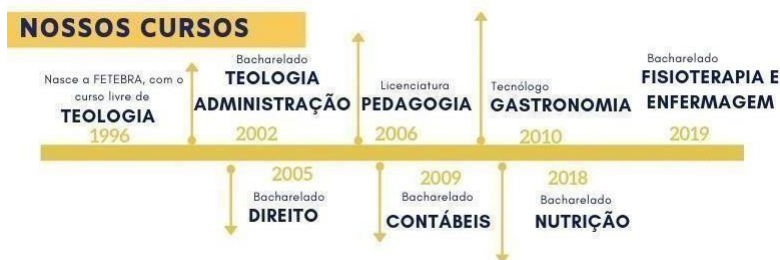 NOSSOS CURSOS
Nasce a FETEBRA, com o
curso livre de
TEOLOGIA
1996
Bacharelado
TEOLOGIA
ADMINISTRAÇÃO
2002
2005
Bacharelado
DIREITO
Licenciatura
PEDAGOGIA
2006
2009
Bacharelado
CONTÁBEIS
Tecnólogo
GASTRONOMIA
2010
2018
Bacharelado
NUTRIÇÃO
Bacharelado
FISIOTERAPIA E
ENFERMAGEM
2019